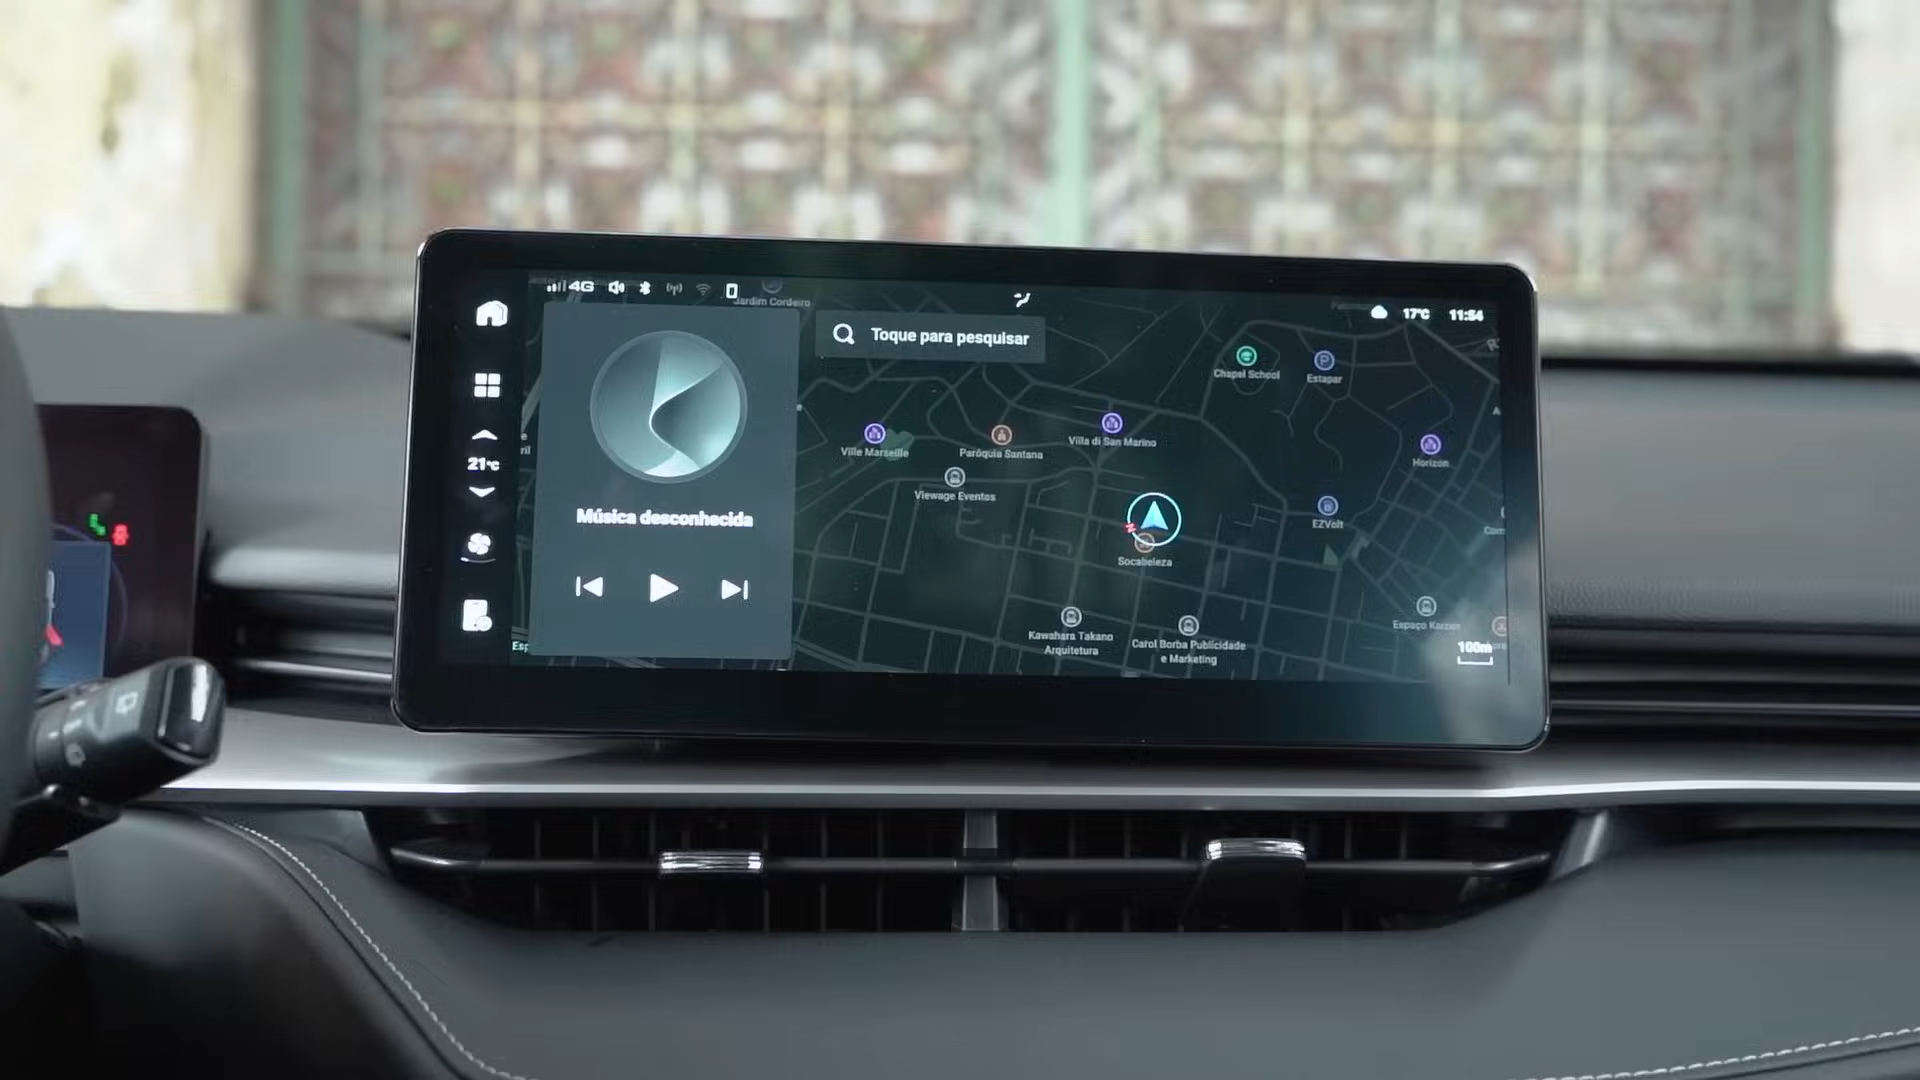 4G
Jardim Cordeiro
17°C 11:54
Toque para pesquisar
Chapel School
Estapar
21°C
Ville Marseille
Paróquia Santana
Villa di San Marino
Horizon
Viewage Eventos
Música desconhecida
EZVolt
Com
Socabeleza
Kawahara Takano
Arquitetura
Carol Borba Publicidade
e Marketing
Espaço Kaizen
Esp
100m